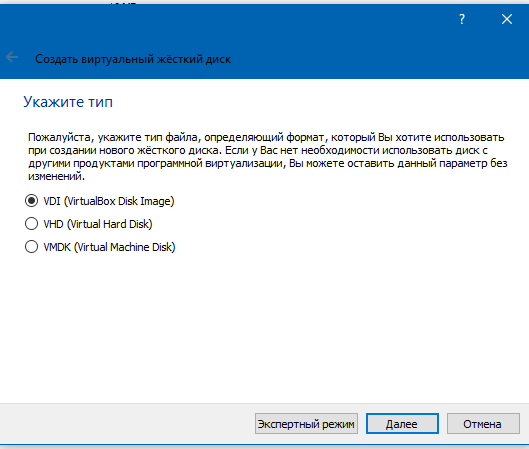 ?
Создать виртуальный жёсткий диск
Укажите тип
Пожалуйста, укажите тип файла, определяющий формат, который Вы хотите использовать
при создании нового жёсткого диска. Если у Вас нет необходимости использовать диск с
другими продуктами программной виртуализации, Вы можете оставить данный параметр без
изменений.
VDI (VirtualBox Disk Image)
VHD (Virtual Hard Disk)
VMDK (Virtual Machine Disk)
Экспертный режим Далее Отмена